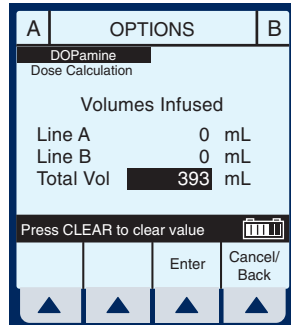 A OPTIONS B
DOPamine
Dose Calculation
Volumes Infused
Line A 0 mL
Line B 0 mL
Total Vol 393 mL
Press CLEAR to clear value
Enter Cancel/
Back